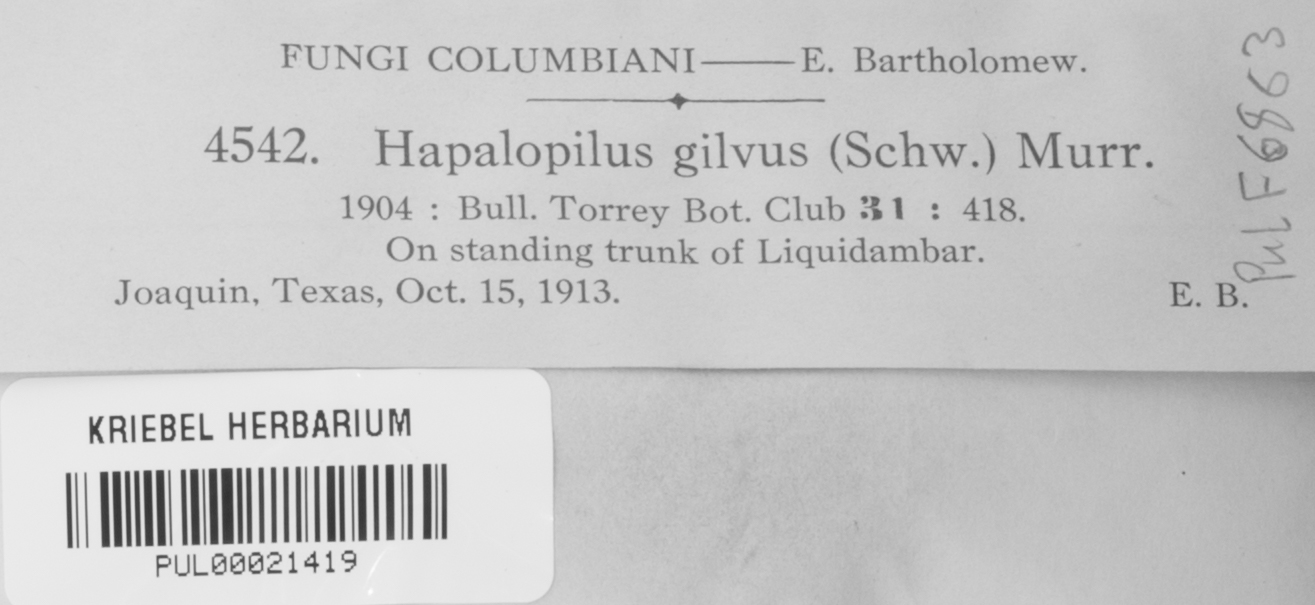 FUNGI COLUMBIANI——E. Bartholomew.
4542. Hapalopilus gilvus (Schw.) Murr.
1904 : Bull. Torrey Bot. Club 31 : 418.
On standing trunk of Liquidambar.
Joaquin, Texas, Oct. 15, 1913. E. B.
PUL F6863
KRIEBEL HERBARIUM
PUL00021419